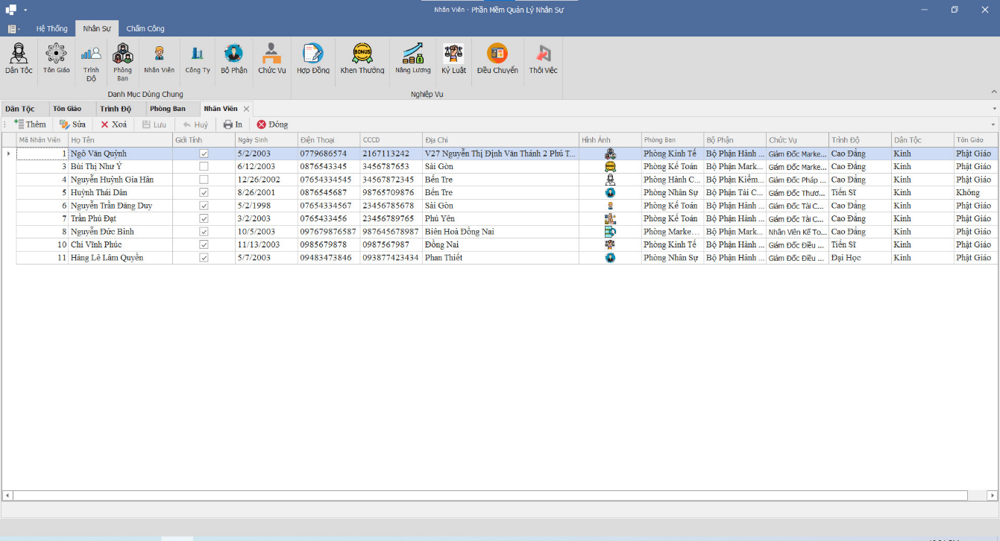 Nhân Viên - Phần Mềm Quản Lý Nhân Sự
Hệ Thống Nhân Sự Chấm Công
Dân Tộc Tôn Giáo Trình Độ Phòng Ban Nhân Viên Công Ty Bộ Phận Chức Vụ Hợp Đồng BONUS Khen Thưởng Nâng Lương Kỷ Luật Điều Chuyển Thôi Việc
Danh Mục Dùng Chung Nghiệp Vụ
Dân Tộc Tôn Giáo Trình Độ Phòng Ban Nhân Viên
Thêm Sửa Xoá Lưu Huỷ In Đóng
Mã Nhân Viên Họ Tên Giới Tính Ngày Sinh Điện Thoại CCCD Địa Chỉ Hình Ảnh Phòng Ban Bộ Phận Chức Vụ Trình Độ Dân Tộc Tôn Giáo
1 Ngô Văn Quỳnh 5/2/2003 0779686574 2167113242 V27 Nguyễn Thị Định Văn Thánh 2 Phú T... Phòng Kinh Tế Bộ Phận Hành ... Giám Đốc Marke... Cao Đẳng Kinh Phật Giáo
3 Bùi Thị Như Ý 6/12/2003 0876543345 3456787653 Sài Gòn Phòng Kế Toán Bộ Phận Mark... Giám Đốc Marke... Cao Đẳng Kinh Phật Giáo
4 Nguyễn Huỳnh Gia Hân 12/26/2002 07654334545 34567872345 Bến Tre Phòng Hành C... Bộ Phận Kiểm... Giám Đốc Pháp ... Cao Đẳng Kinh Phật Giáo
5 Huỳnh Thái Dân 8/26/2001 0876545687 98765709876 Bến Tre Phòng Nhân Sự Bộ Phận Tài C... Giám Đốc Thươ... Tiến Sĩ Kinh Không
6 Nguyễn Trần Đăng Duy 5/2/1998 07654334567 23456785678 Sài Gòn Phòng Kế Toán Bộ Phận Hành ... Giám Đốc Tài C... Cao Đẳng Kinh Phật Giáo
7 Trần Phú Đạt 3/2/2003 0765433456 23456789765 Phú Yên Phòng Kế Toán Bộ Phận Hành ... Giám Đốc Tài C... Cao Đẳng Kinh Phật Giáo
8 Nguyễn Đức Bình 10/5/2003 097679876587 987645678987 Biên Hoà Đồng Nai Phòng Marke... Bộ Phận Mark... Nhân Viên Kế To... Cao Đẳng Kinh Phật Giáo
10 Chí Vĩnh Phúc 11/13/2003 0985679878 0987567987 Đồng Nai Phòng Kinh Tế Bộ Phận Hành ... Giám Đốc Điều ... Tiến Sĩ Kinh Phật Giáo
11 Hàng Lê Lâm Quyền 5/7/2003 09483473846 093877423434 Phan Thiết Phòng Nhân Sự Bộ Phận Hành ... Giám Đốc Điều ... Đại Học Kinh Phật Giáo